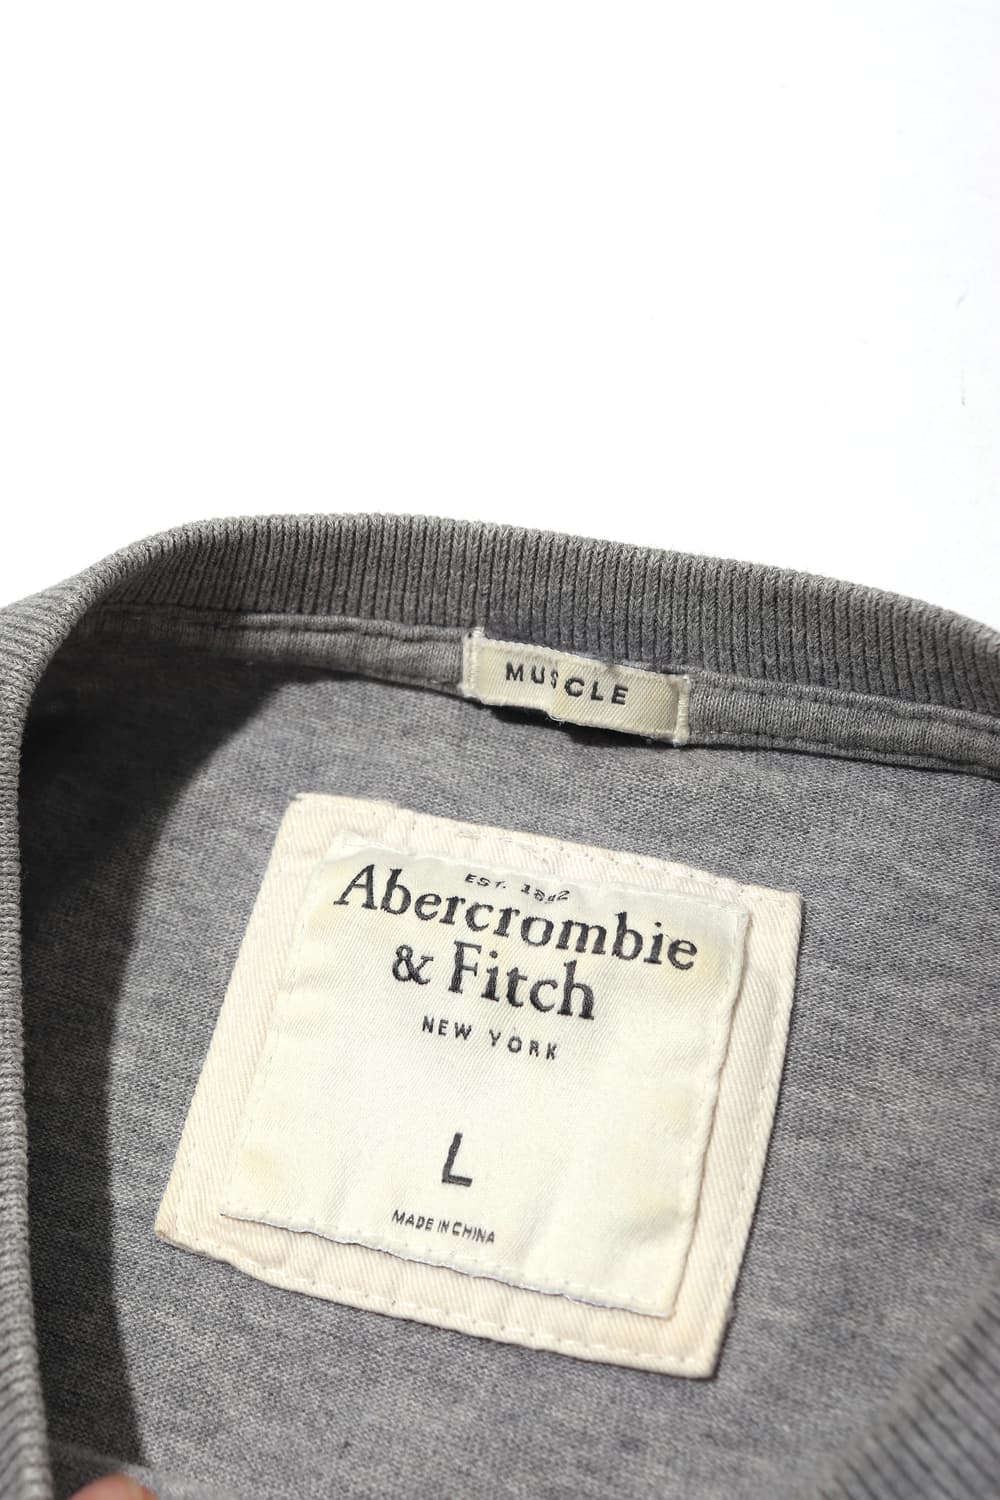 MUSCLE
EST. 1892
Abercrombie
& Fitch
NEW YORK
L
MADE IN CHINA